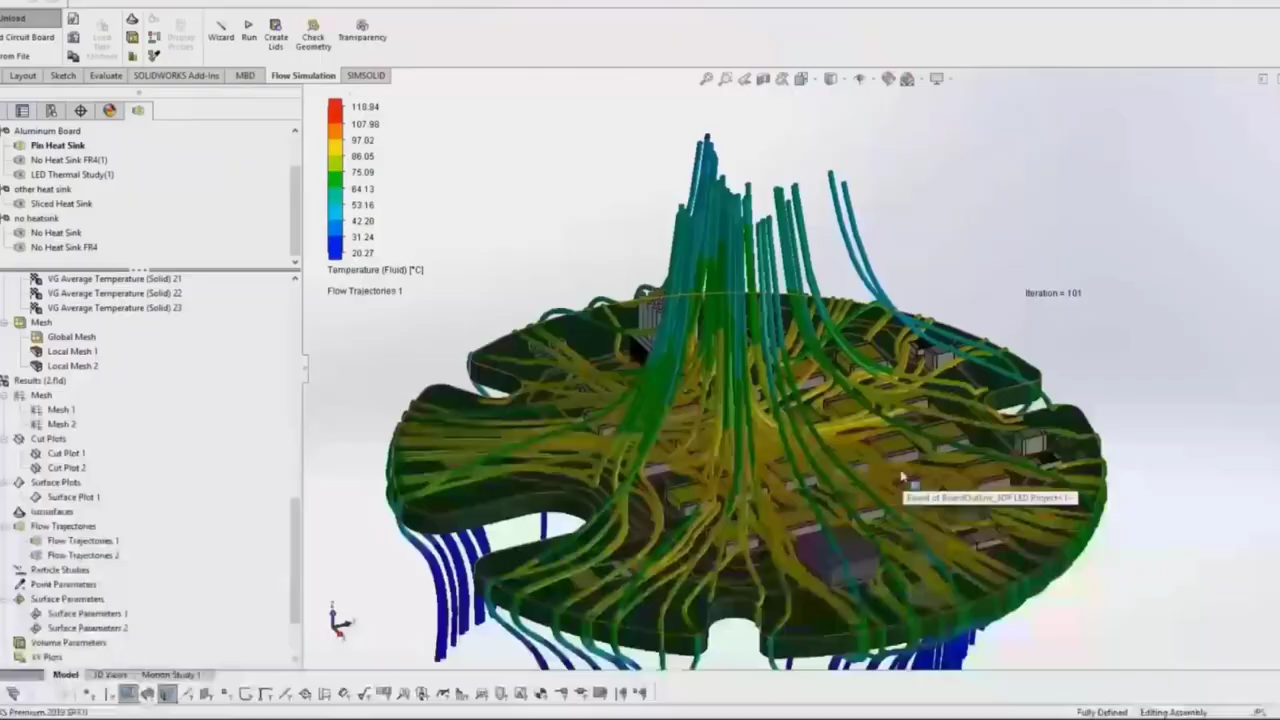 Unload
d Circuit Board
rom File
Wizard
Run
Create Lids
Check Geometry
Transparency
Layout
Sketch
Evaluate
SOLIDWORKS Add-Ins
MBD
Flow Simulation
SIMSOLID
Aluminum Board
Pin Heat Sink
No Heat Sink FR4(1)
LED Thermal Study(1)
other heat sink
Sliced Heat Sink
no heatsink
No Heat Sink
No Heat Sink FR4
VG Average Temperature (Solid) 21
VG Average Temperature (Solid) 22
VG Average Temperature (Solid) 23
Mesh
Global Mesh
Local Mesh 1
Local Mesh 2
Results (2.fld)
Mesh
Mesh 1
Mesh 2
Cut Plots
Cut Plot 1
Cut Plot 2
Surface Plots
Surface Plot 1
Isosurfaces
Flow Trajectories
Flow Trajectories 1
Flow Trajectories 2
Particle Studies
Point Parameters
Surface Parameters
Surface Parameters 1
Surface Parameters 2
Volume Parameters
XY Plots
118.94
107.98
97.02
86.05
75.09
64.13
53.16
42.20
31.24
20.27
Temperature (Fluid) [°C]
Flow Trajectories 1
Iteration = 101
Model
3D Views
Motion Study 1
Fully Defined
Editing Assembly